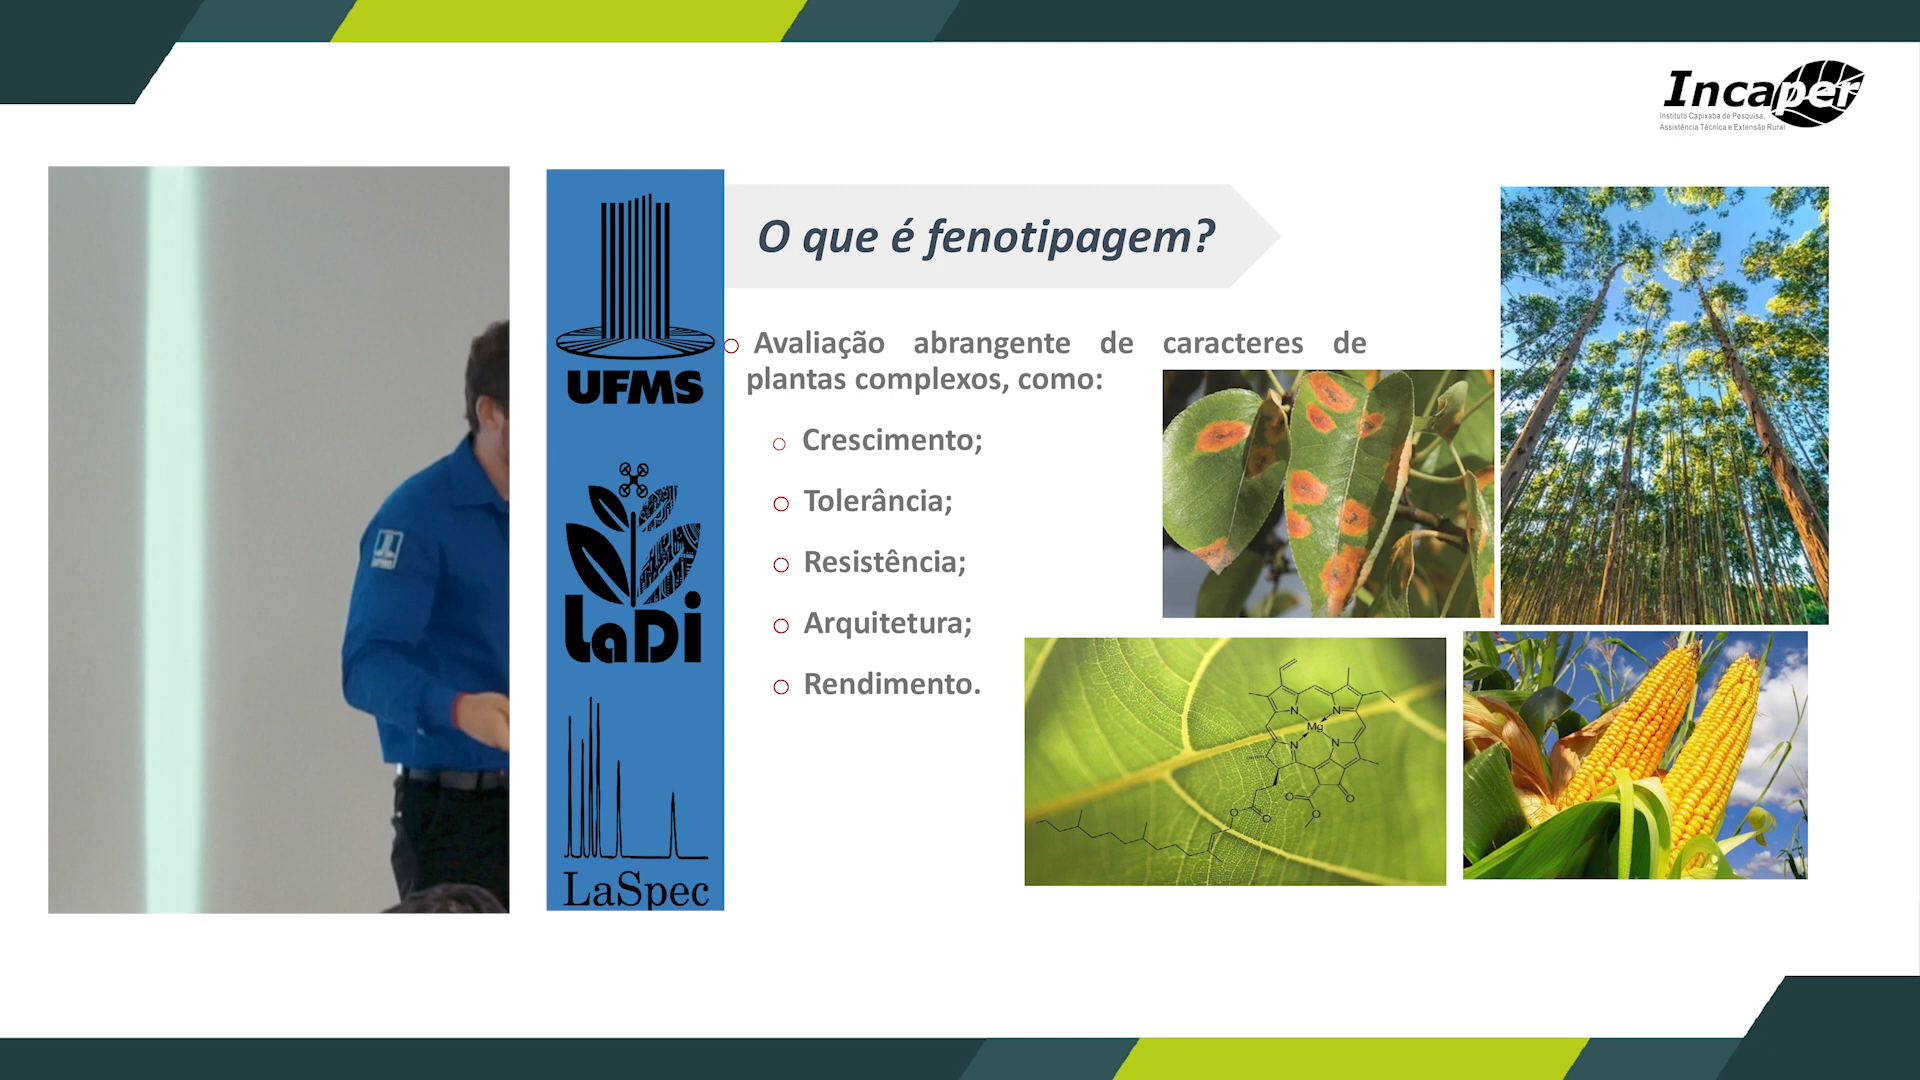 Incaper
Instituto Capixaba de Pesquisa,
Assistência Técnica e Extensão Rural
UFMS
LaDi
LaSpec
O que é fenotipagem?
Avaliação abrangente de caracteres de
plantas complexos, como:
Crescimento;
Tolerância;
Resistência;
Arquitetura;
Rendimento.
N
N
Mg
N
N
O
O
O
O
O